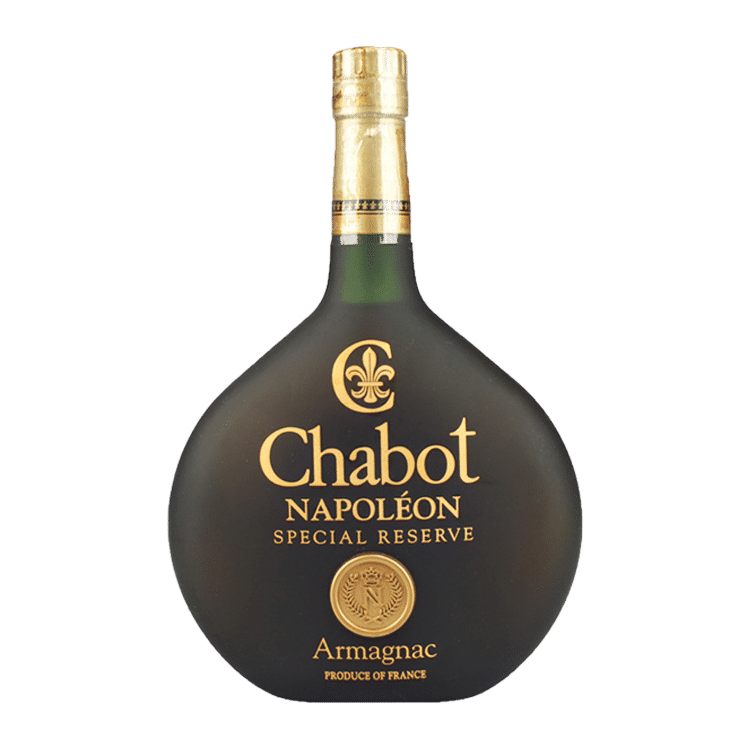 C
Chabot
NAPOLÉON
SPECIAL RESERVE
N
Armagnac
PRODUCE OF FRANCE